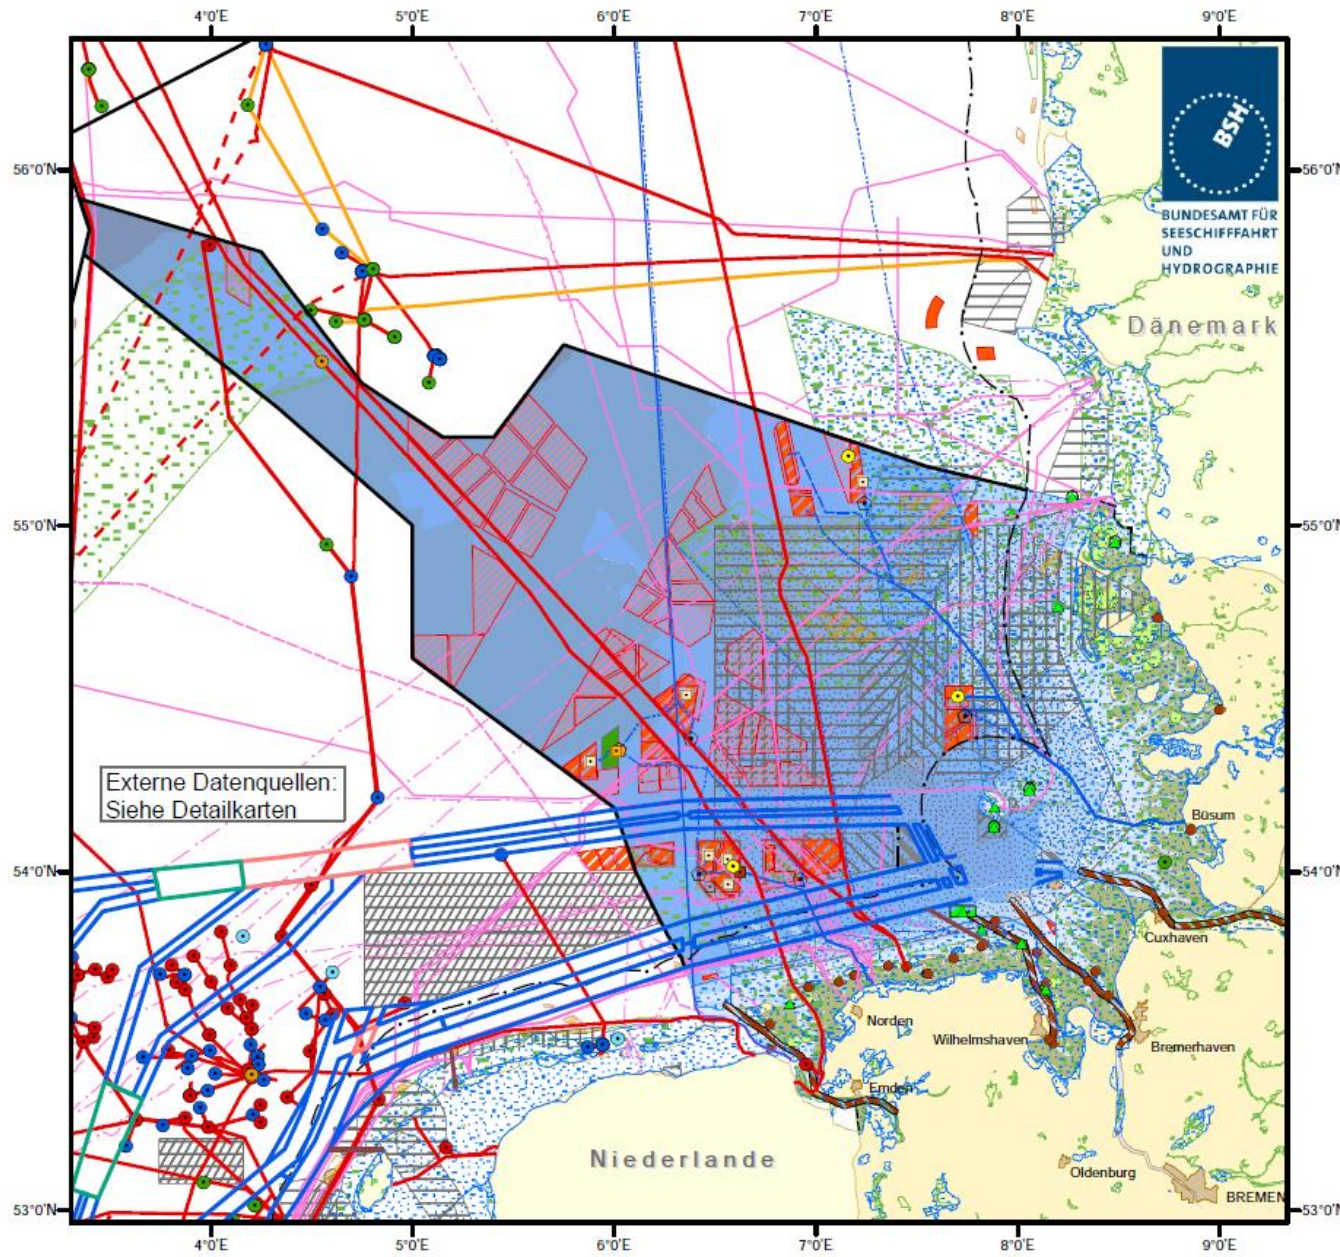 4°0'E 5°0'E 6°0'E 7°0'E 8°0'E 9°0'E
BSH:
56°0'N 56°0'N
BUNDESAMT FÜR
SEESCHIFFFAHRT
UND
HYDROGRAPHIE
Dänemark
55°0'N 55°0'N
Externe Datenquellen:
Siehe Detailkarten
Büsum
54°0'N 54°0'N
Cuxhaven
Norden
Wilhelmshaven
Bremerhaven
Emden
Niederlande
Oldenburg
BREMEN
53°0'N 53°0'N
4°0'E 5°0'E 6°0'E 7°0'E 8°0'E 9°0'E